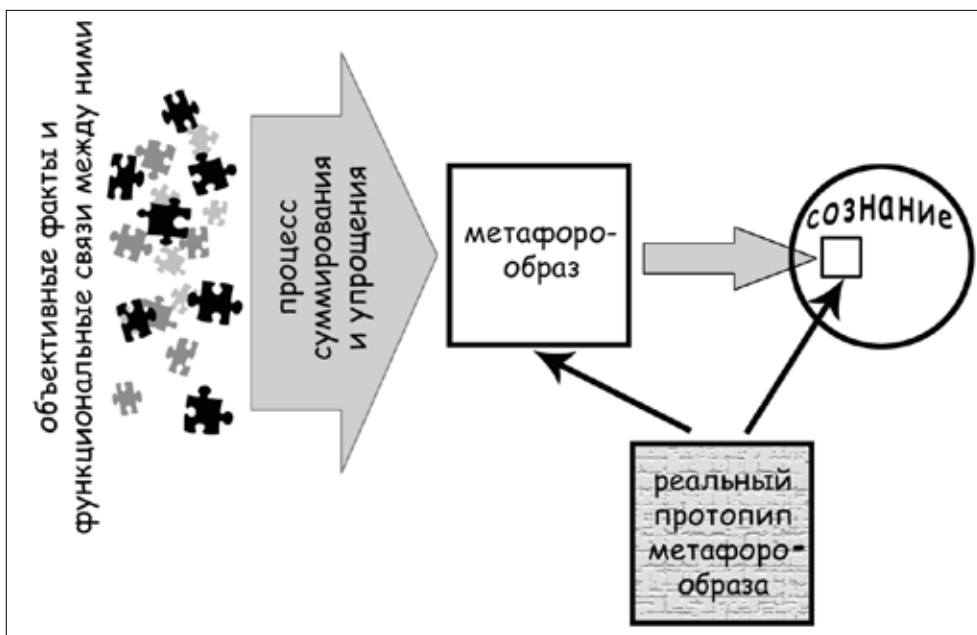 объективные факты и
функциональные связи между ними
процесс
суммирования
и упрощения
метафоро-
образ
сознание
реальный
протопип
метафоро-
образа